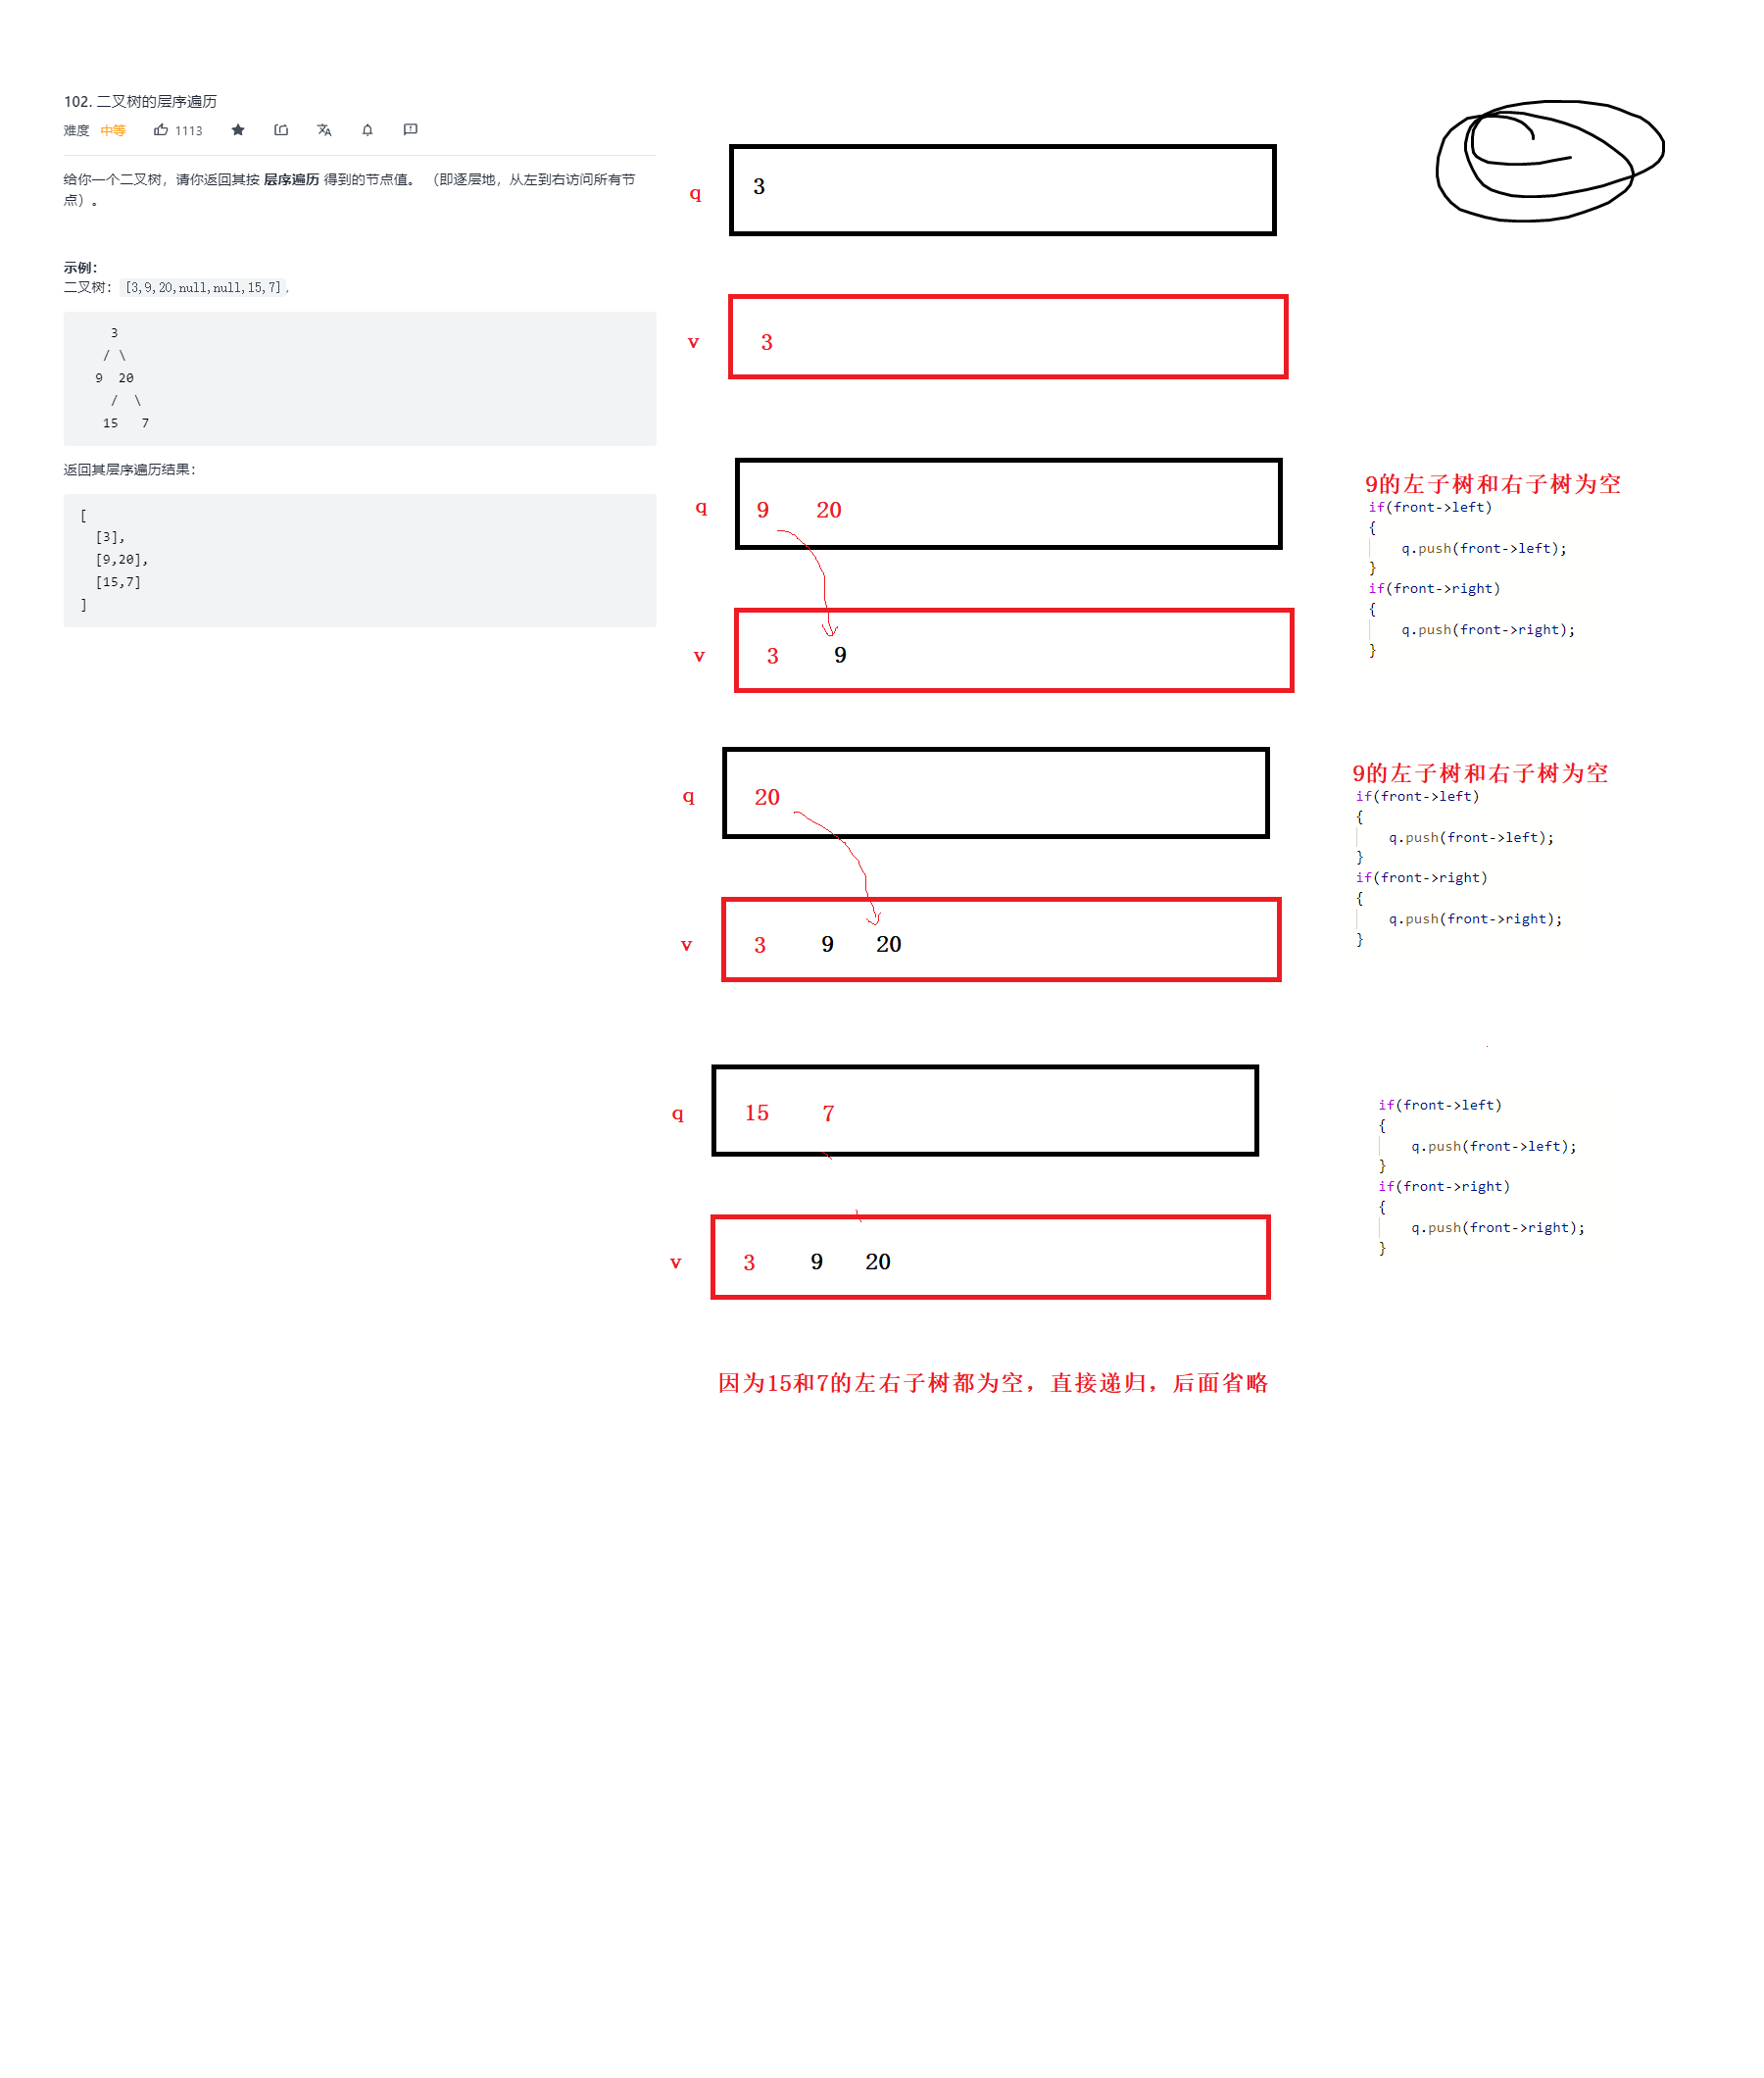 102. 二叉树的层序遍历
难度 中等 1113
给你一个二叉树，请你返回其按 层序遍历 得到的节点值。 （即逐层地，从左到右访问所有节
点）。
示例：
二叉树：[3,9,20,null,null,15,7],
3
/ \
9 20
/ \
15 7
返回其层序遍历结果：
[
[3],
[9,20],
[15,7]
]
q 3
v 3
q 9 20
v 3 9
9的左子树和右子树为空
if(front->left)
{
q.push(front->left);
}
if(front->right)
{
q.push(front->right);
}
q 20
v 3 9 20
9的左子树和右子树为空
if(front->left)
{
q.push(front->left);
}
if(front->right)
{
q.push(front->right);
}
q 15 7
v 3 9 20
if(front->left)
{
q.push(front->left);
}
if(front->right)
{
q.push(front->right);
}
因为15和7的左右子树都为空，直接递归，后面省略